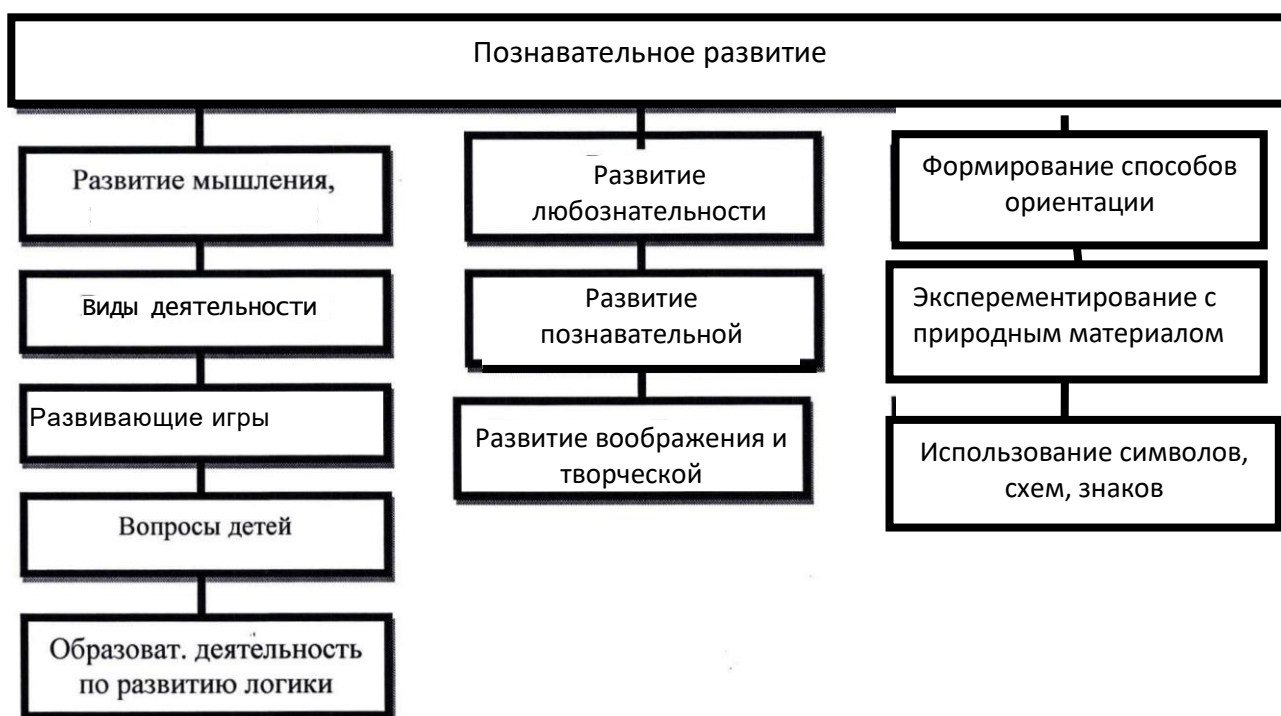 Познавательное развитие
Развитие мышления,
Виды деятельности
Развивающие игры
Вопросы детей
Образоват. деятельность
по развитию логики
Развитие
любознательности
Развитие
познавательной
Развитие воображения и
творческой
Формирование способов
ориентации
Эксперементирование с
природным материалом
Использование символов,
схем, знаков